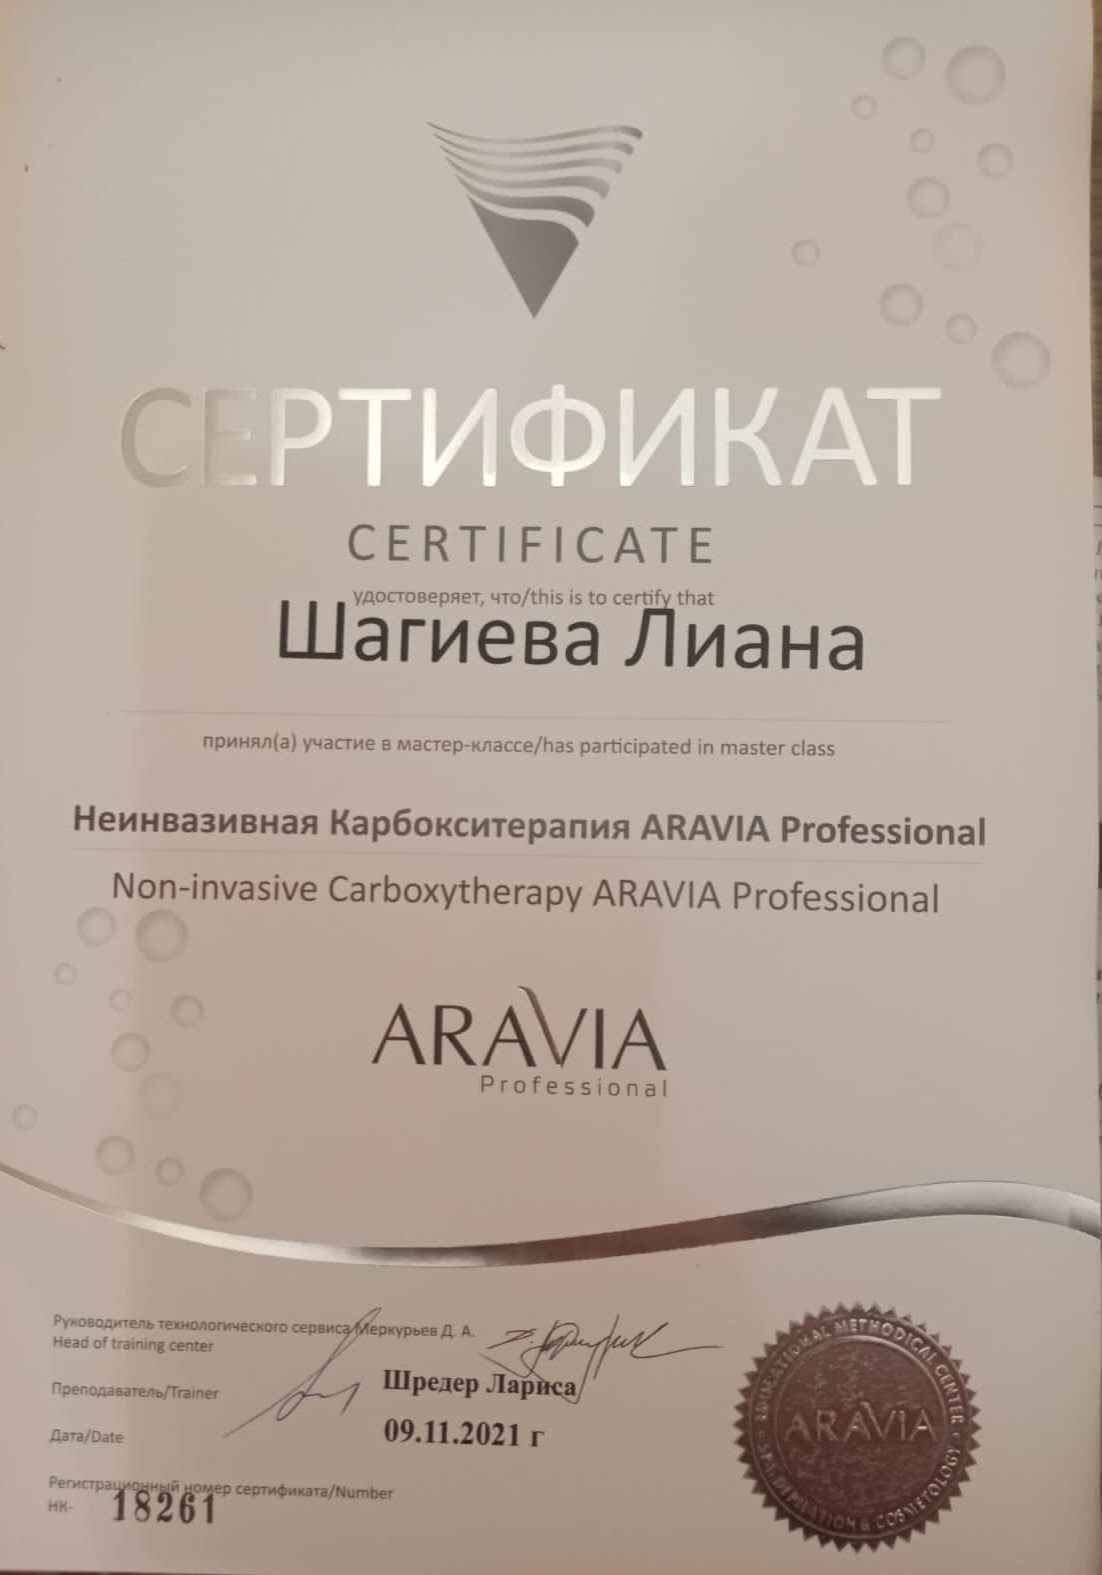 СЕРТИФИКАТ
CERTIFICATE
удостоверяет, что/this is to certify that
Шагиева Лиана
принял(а) участие в мастер-классе/has participated in master class
Неинвазивная Карбокситерапия ARAVIA Professional
Non-invasive Carboxytherapy ARAVIA Professional
ARAVIA
Professional
Руководитель технологического сервиса Меркурьев Д. А.
Head of training center
Преподаватель/Trainer
Шредер Лариса
Дата/Date
09.11.2021 г
Регистрационный номер сертификата/Number
НК- 18261
METHODICAL CENTER
ARAVIA
& COSMETOLOGY